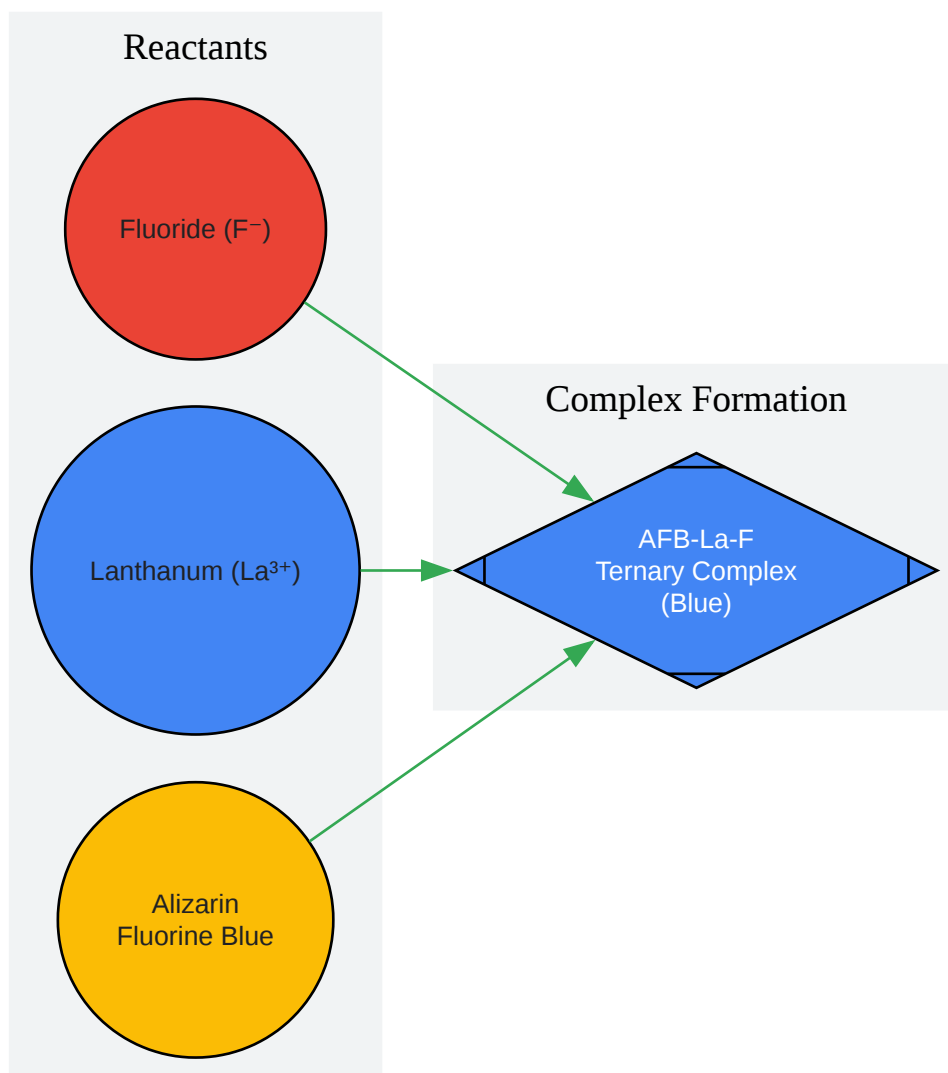 Reactants
Fluoride (F⁻)
Lanthanum (La³⁺)
Alizarin
Fluorine Blue
Complex Formation
AFB-La-F
Ternary Complex
(Blue)